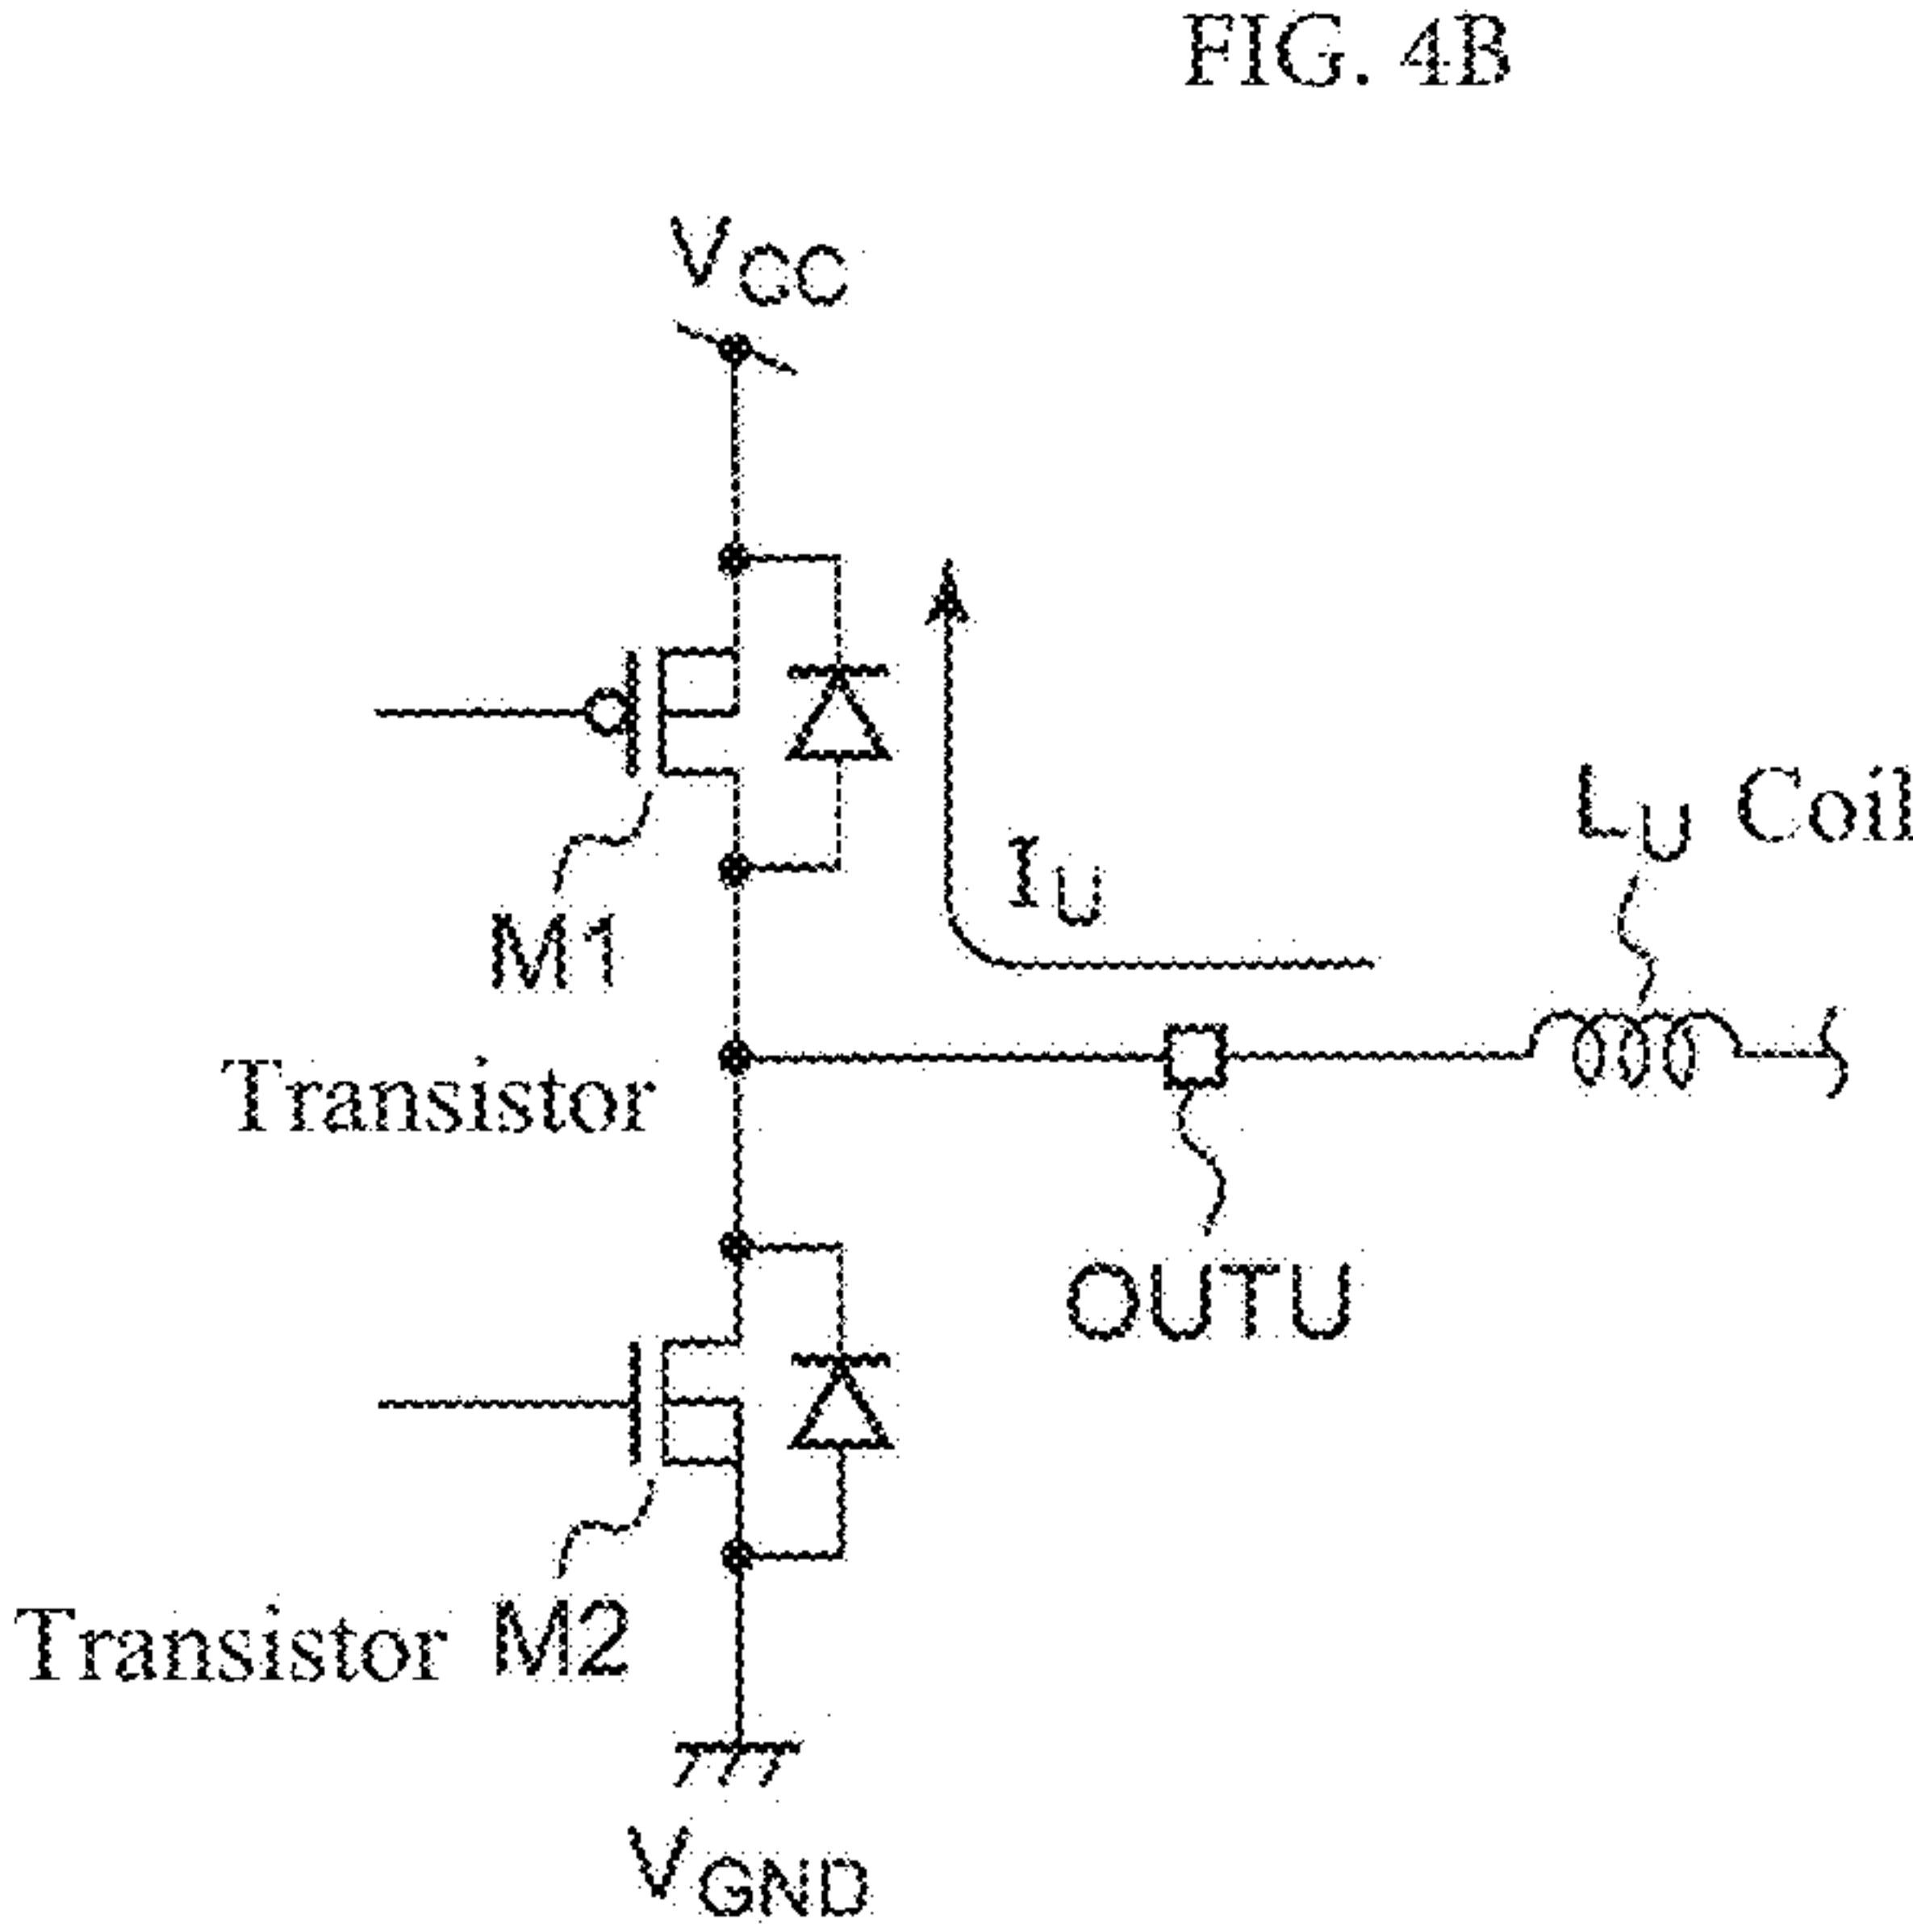 FIG. 4B
VCC
LU Coil
IU
M1
Transistor
OUTU
Transistor M2
VGND